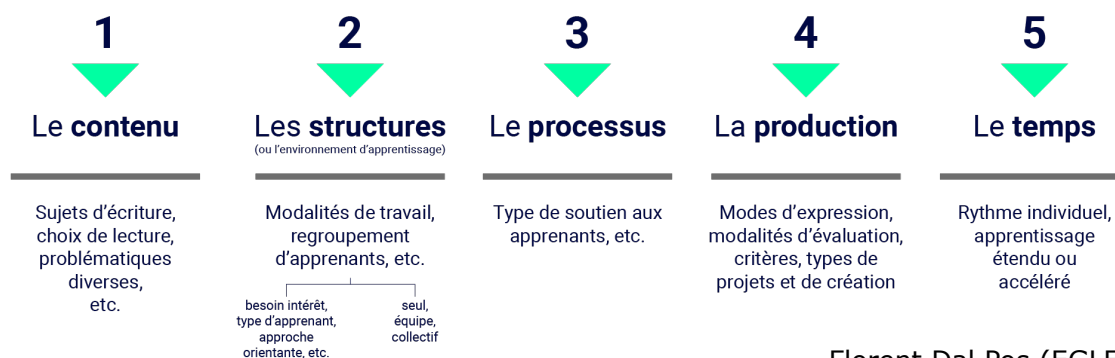 1
Le contenu
Sujets d'écriture,
choix de lecture,
problématiques
diverses,
etc.
2
Les structures
(ou l'environnement d'apprentissage)
Modalités de travail,
regroupement
d'apprenants, etc.
besoin intérêt,
type d'apprenant,
approche
orientante, etc.
seul,
équipe,
collectif
3
Le processus
Type de soutien aux
apprenants, etc.
4
La production
Modes d'expression,
modalités d'évaluation,
critères, types de
projets et de création
5
Le temps
Rythme individuel,
apprentissage
étendu ou
accéléré